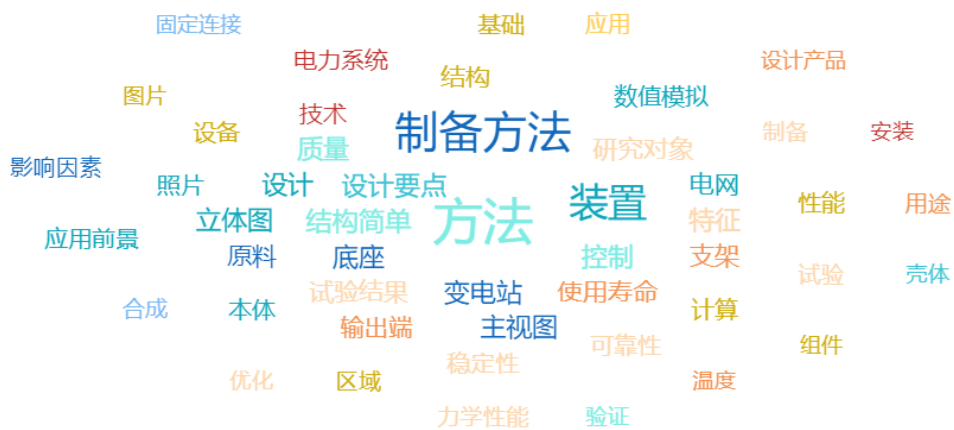 固定连接
基础
应用
电力系统
结构
设计产品
图片
数值模拟
设备
技术
制备方法
制备
安装
质量
研究对象
影响因素
照片
设计
设计要点
装置
电网
性能
用途
立体图
结构简单
方法
特征
应用前景
原料
底座
控制
支架
试验
壳体
试验结果
变电站
使用寿命
合成
本体
计算
输出端
主视图
可靠性
组件
稳定性
优化
区域
温度
力学性能
验证